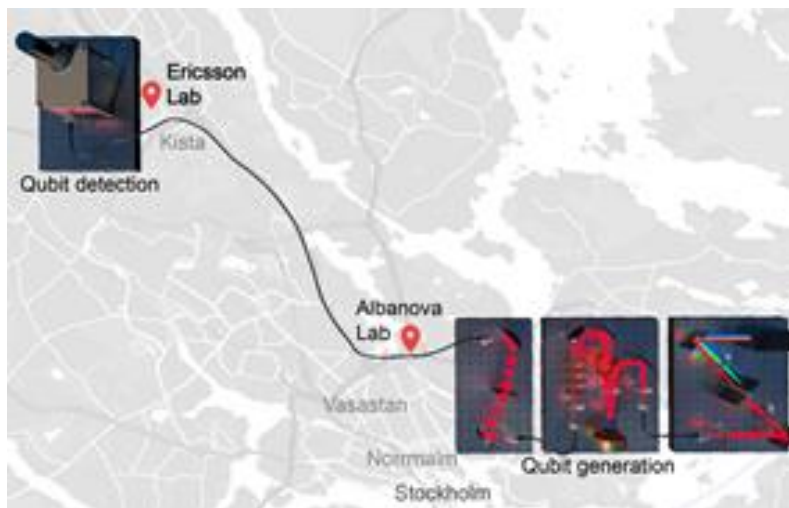 Ericsson
Lab
Kista
Qubit detection
Albanova
Lab
Vasastan
Norrmalm
Qubit generation
Stockholm